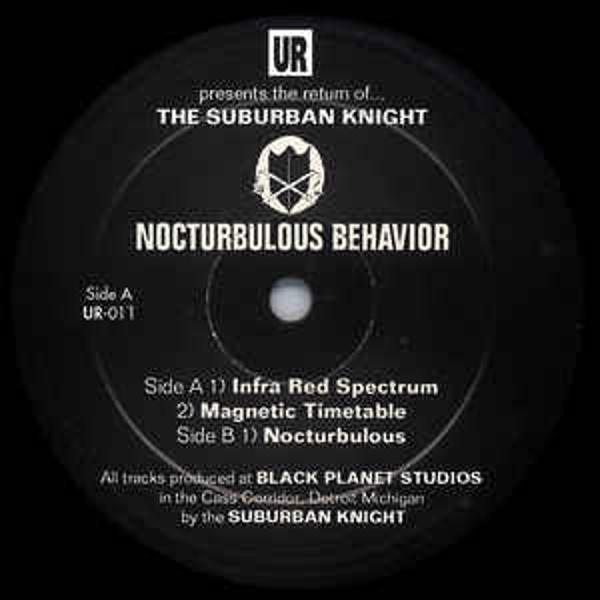 UR
presents the return of...
THE SUBURBAN KNIGHT
NOCTURBULOUS BEHAVIOR
Side A
UR-011
Side A 1) Infra Red Spectrum
2) Magnetic Timetable
Side B 1) Nocturbulous
All tracks produced at BLACK PLANET STUDIOS
in the Cass Corridor, Detroit, Michigan
by the SUBURBAN KNIGHT